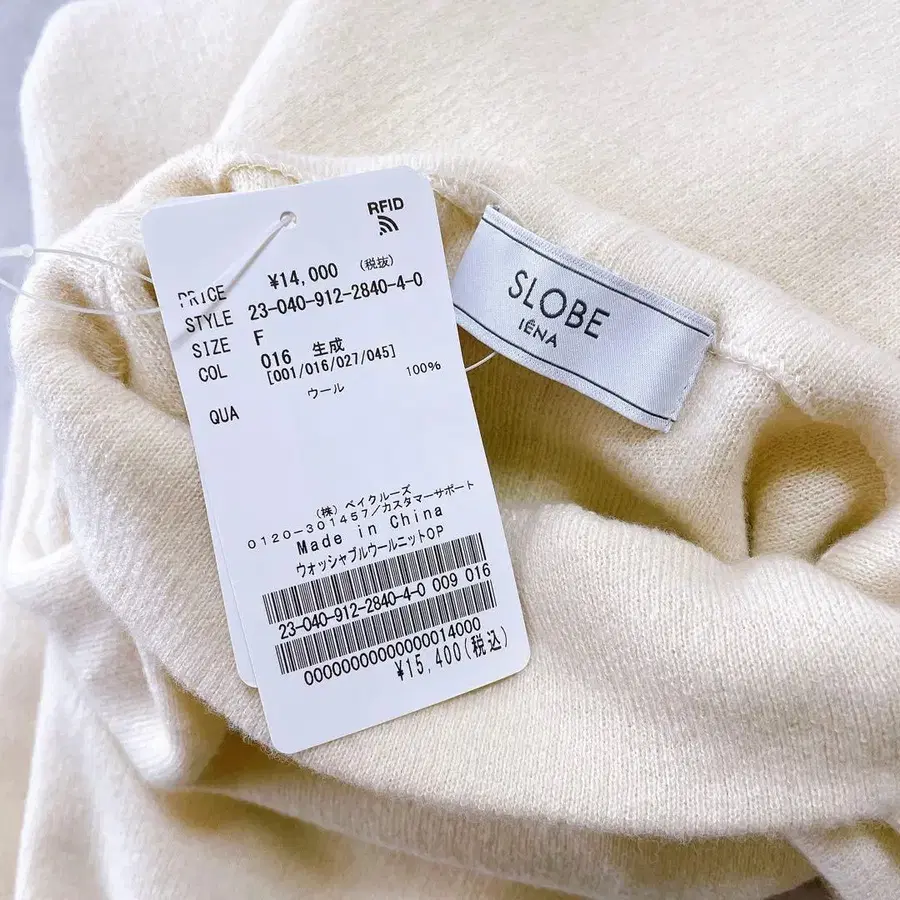 RFID
PRICE ¥14,000 (税抜)
STYLE 23-040-912-2840-4-0
SIZE F
COL 016 生成
[001/016/027/045]
QUA ウール 100%
(株)ベイクルーズ
0120-301457/カスタマーサポート
Made in China
ウォッシャブルウールニットOP
23-040-912-2840-4-0 009 016
00000000000000014000
¥15,400(税込)
SLOBE
IÉNA